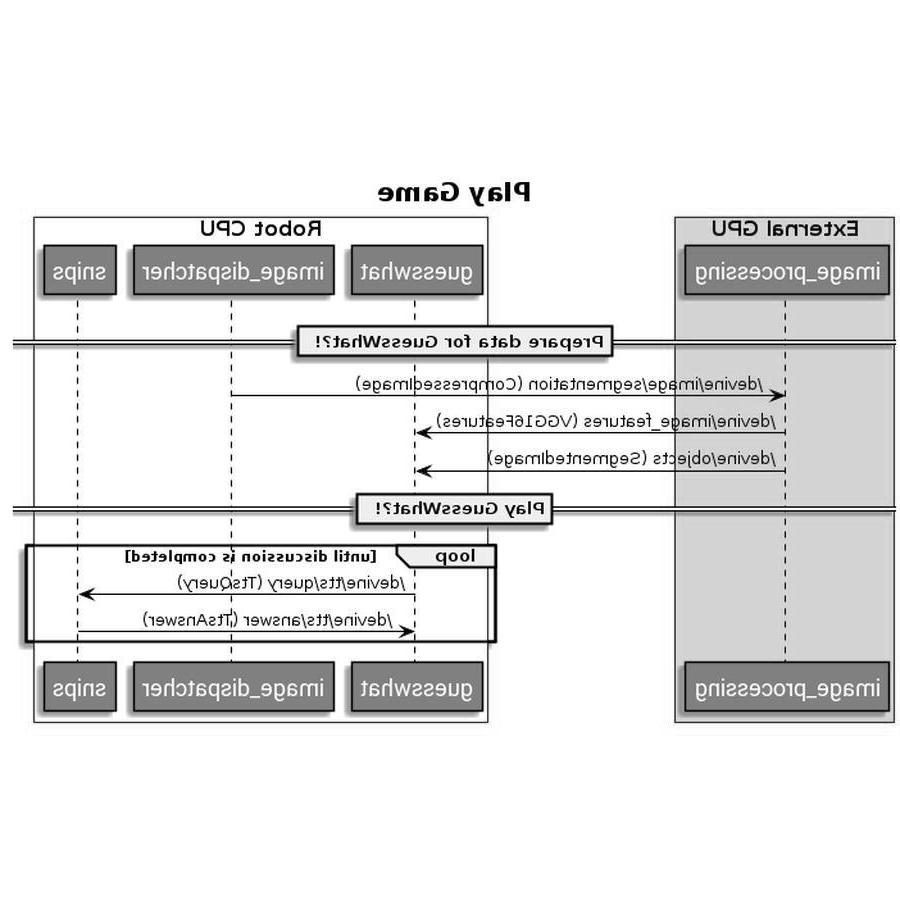 Play Game
External GPU
Robot CPU
image_processing
guesswhat
image_dispatcher
snips
Prepare data for GuessWhat?!
/devine/image/segmentation (CompressedImage)
/devine/image_features (VGG16Features)
/devine/objects (SegmentedImage)
Play GuessWhat?!
loop
[until discussion is completed]
/devine/tts/query (TtsQuery)
/devine/tts/answer (TtsAnswer)
image_processing
guesswhat
image_dispatcher
snips